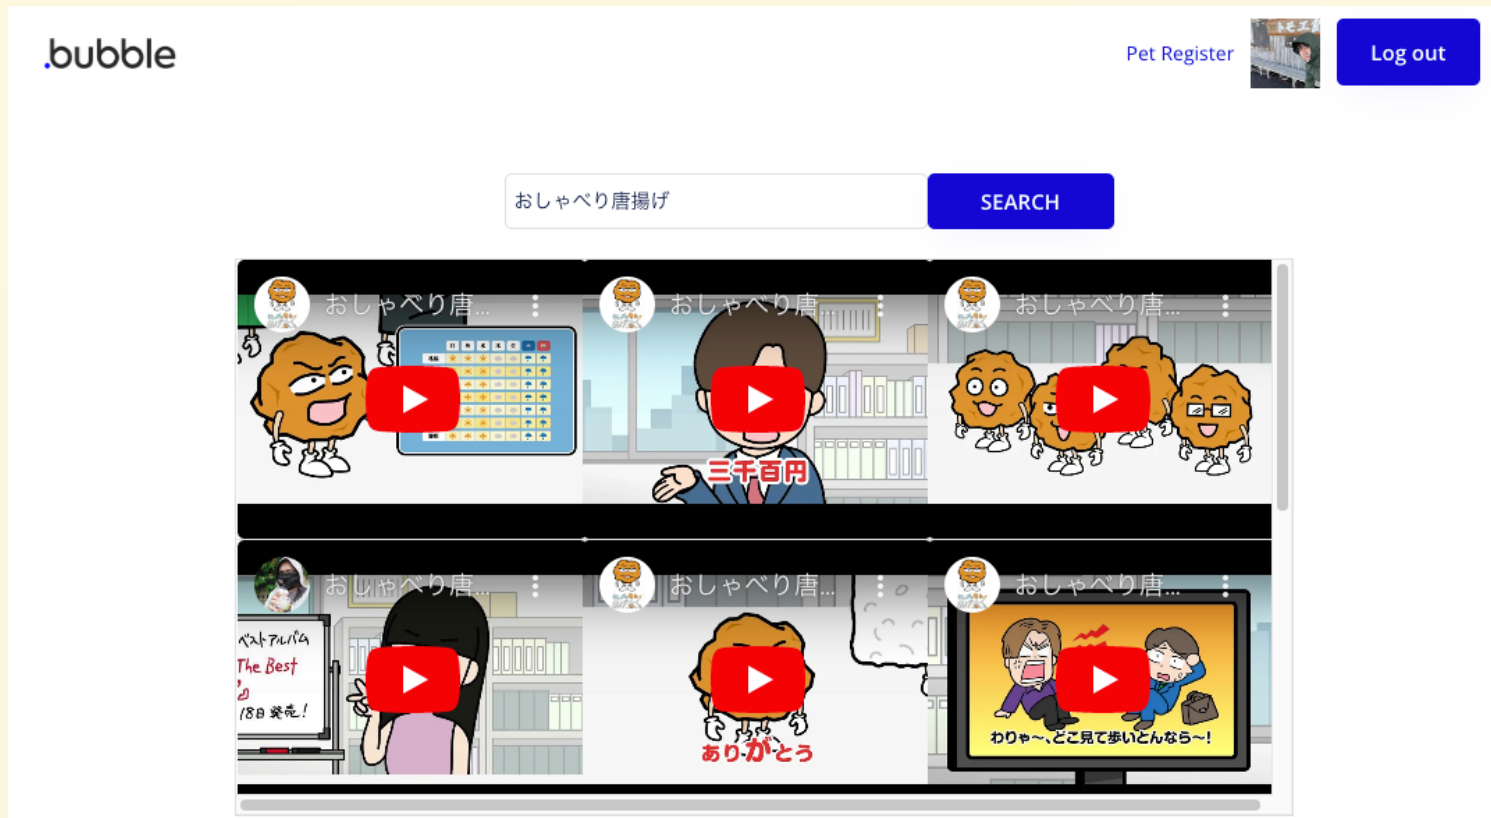 .bubble
Pet Register
Log out
おしゃべり唐揚げ
SEARCH
おしゃべり唐...
おしゃべり唐...
おしゃべり唐...
三千百円
おしゃべり唐...
おしゃべり唐...
おしゃべり唐...
ベストアルバム
The Best
18日発売!
ありがとう
わりゃ〜、どこ見て歩いとんなら〜!